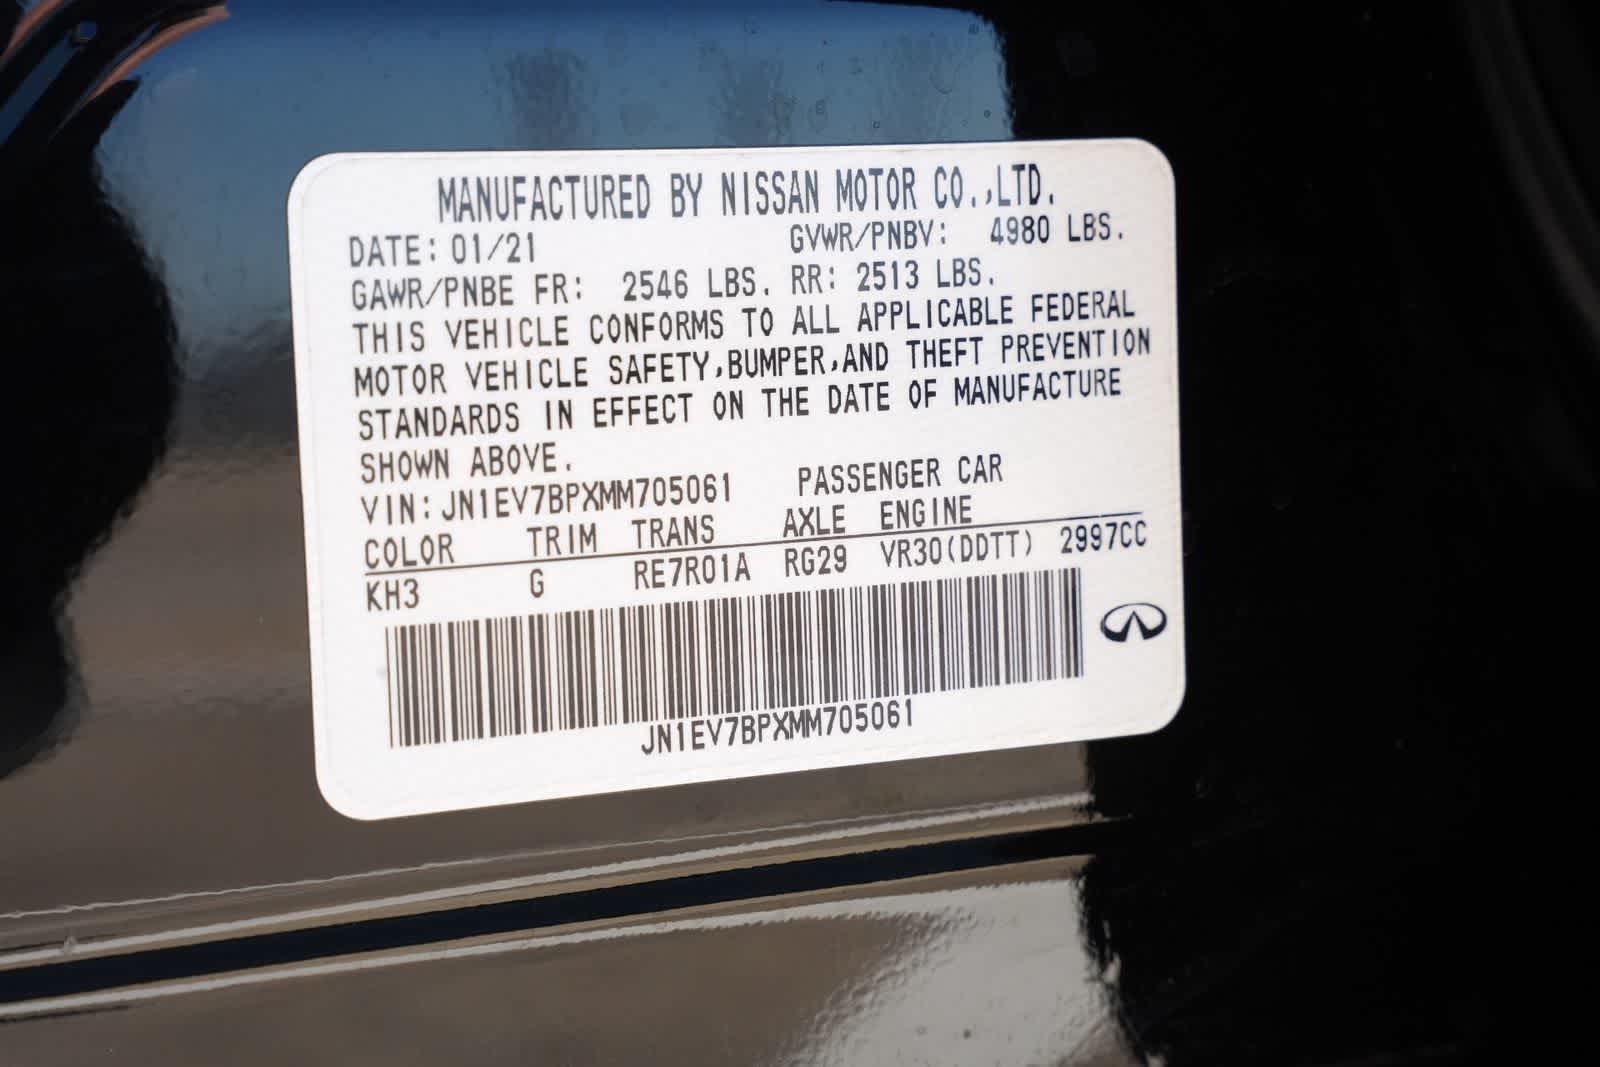 MANUFACTURED BY NISSAN MOTOR CO.,LTD.
DATE: 01/21 GVWR/PNBV: 4980 LBS.
GAWR/PNBE FR: 2546 LBS. RR: 2513 LBS.
THIS VEHICLE CONFORMS TO ALL APPLICABLE FEDERAL
MOTOR VEHICLE SAFETY,BUMPER,AND THEFT PREVENTION
STANDARDS IN EFFECT ON THE DATE OF MANUFACTURE
SHOWN ABOVE.
VIN:JN1EV7BPXMM705061 PASSENGER CAR
COLOR TRIM TRANS AXLE ENGINE
KH3 G RE7R01A RG29 VR30(DDTT) 2997CC
JN1EV7BPXMM705061